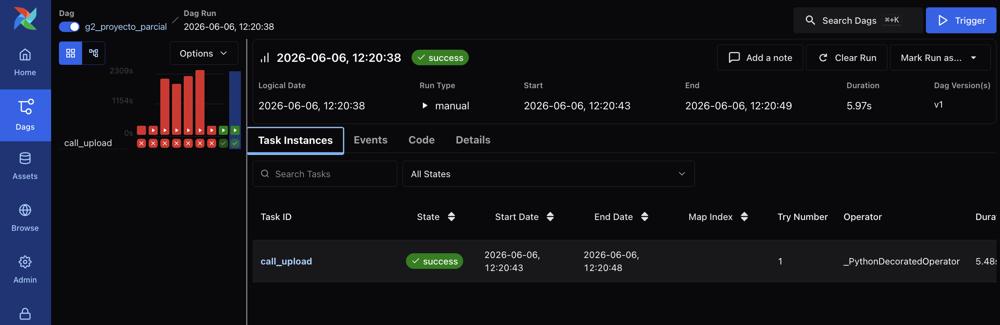 Dag
g2_proyecto_parcial
Dag Run
2026-06-06, 12:20:38
Search Dags ⌘+K
Trigger
Home
Dags
Assets
Browse
Admin
Options
2309s
1154s
0s
call_upload
2026-06-06, 12:20:38
success
Add a note
Clear Run
Mark Run as...
Logical Date Run Type Start End Duration Dag Version(s)
2026-06-06, 12:20:38 manual 2026-06-06, 12:20:43 2026-06-06, 12:20:49 5.97s v1
Task Instances Events Code Details
Search Tasks
All States
Task ID State Start Date End Date Map Index Try Number Operator Dura
call_upload success 2026-06-06, 12:20:43 2026-06-06, 12:20:48 1 _PythonDecoratedOperator 5.48s